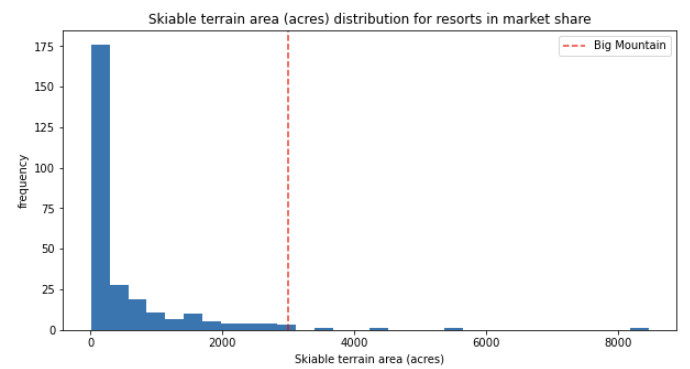 Skiable terrain area (acres) distribution for resorts in market share
Big Mountain
frequency
175
150
125
100
75
50
25
0
0 2000 4000 6000 8000
Skiable terrain area (acres)